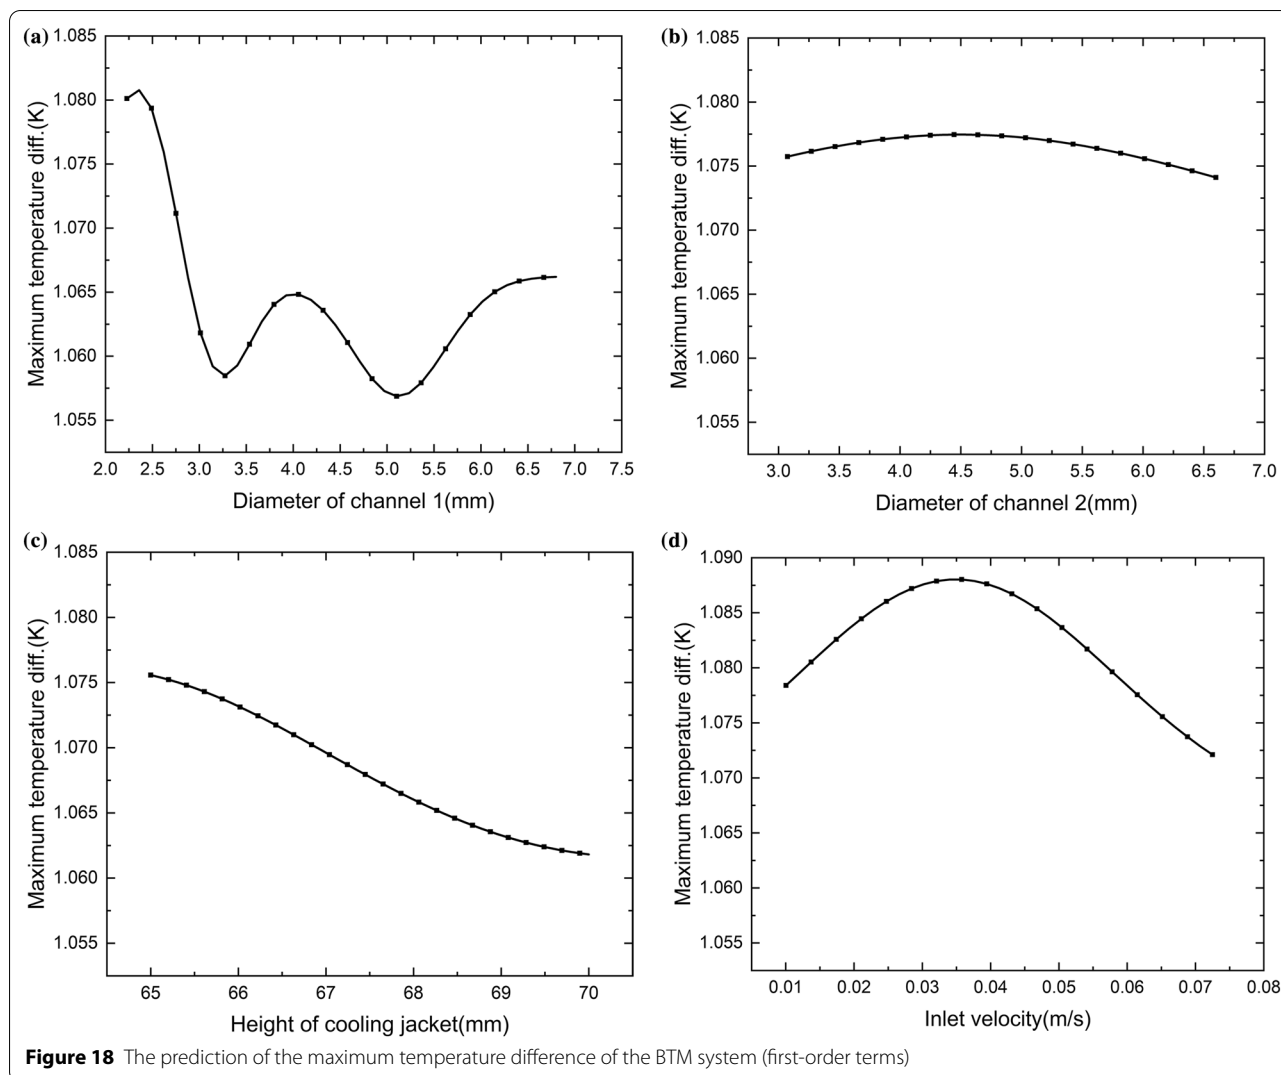 (a)
1.085
1.080
1.075
1.070
1.065
1.060
1.055
Maximum temperature diff.(K)
2.0 2.5 3.0 3.5 4.0 4.5 5.0 5.5 6.0 6.5 7.0 7.5
Diameter of channel 1(mm)
(b)
1.085
1.080
1.075
1.070
1.065
1.060
1.055
Maximum temperature diff.(K)
3.0 3.5 4.0 4.5 5.0 5.5 6.0 6.5 7.0
Diameter of channel 2(mm)
(c)
1.085
1.080
1.075
1.070
1.065
1.060
1.055
Maximum temperature diff.(K)
65 66 67 68 69 70
Height of cooling jacket(mm)
(d)
1.090
1.085
1.080
1.075
1.070
1.065
1.060
1.055
Maximum temperature diff.(K)
0.01 0.02 0.03 0.04 0.05 0.06 0.07 0.08
Inlet velocity(m/s)
Figure 18 The prediction of the maximum temperature difference of the BTM system (first-order terms)